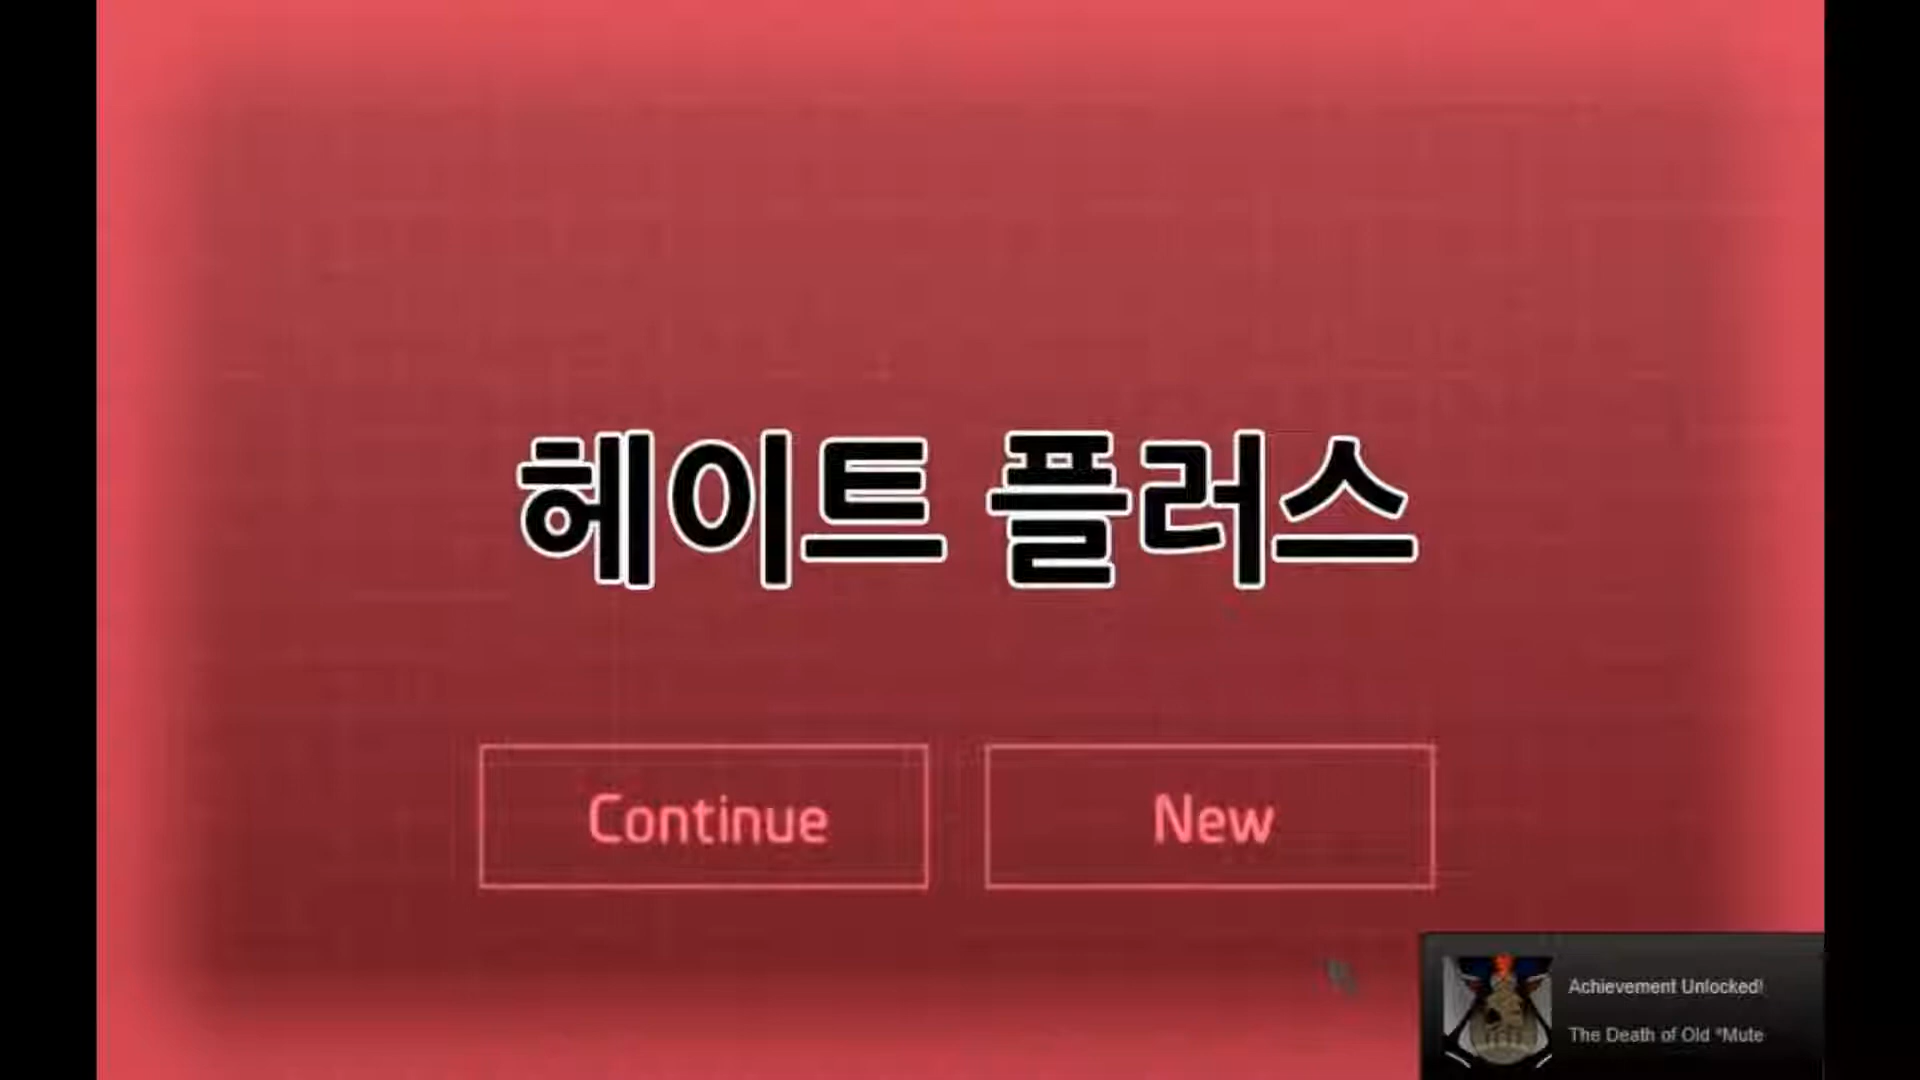 헤이트 플러스
Continue
New
Achievement Unlocked!
The Death of Old *Mute